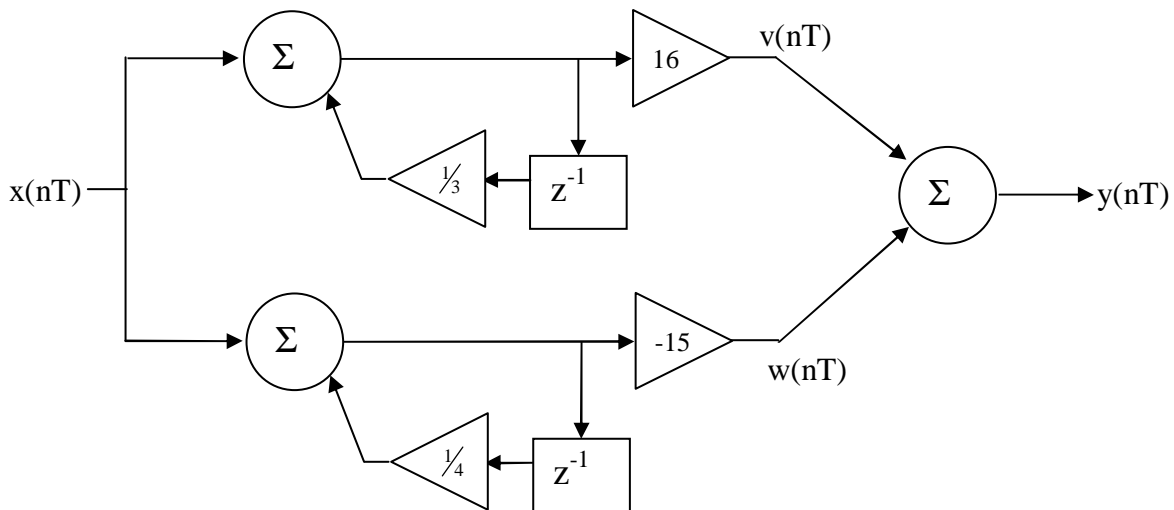 Σ
16
v(nT)
⅓
z⁻¹
x(nT)
Σ
y(nT)
Σ
-15
w(nT)
¼
z⁻¹